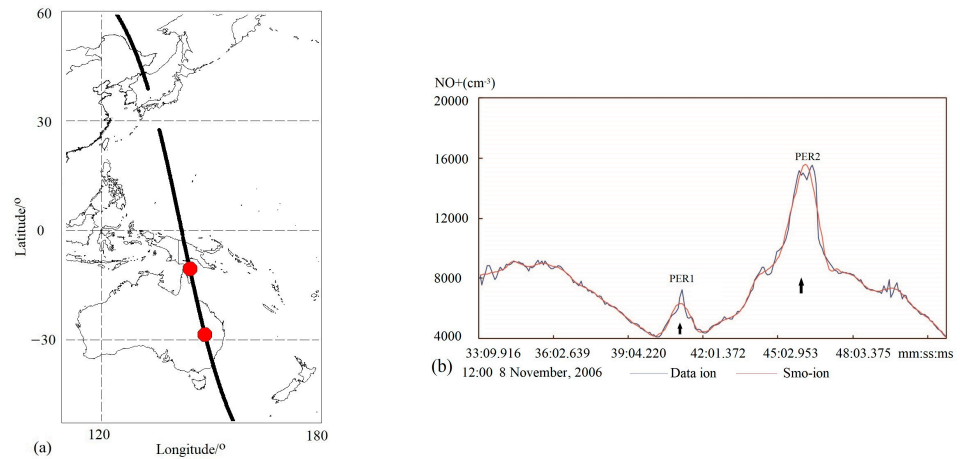 60
30
0
−30
Latitude/°
120
180
Longitude/°
(a)
NO+(cm-3)
20000
16000
12000
8000
4000
PER1
PER2
33:09.916 36:02.639 39:04.220 42:01.372 45:02.953 48:03.375 mm:ss:ms
(b) 12:00 8 November, 2006 Data ion Smo-ion